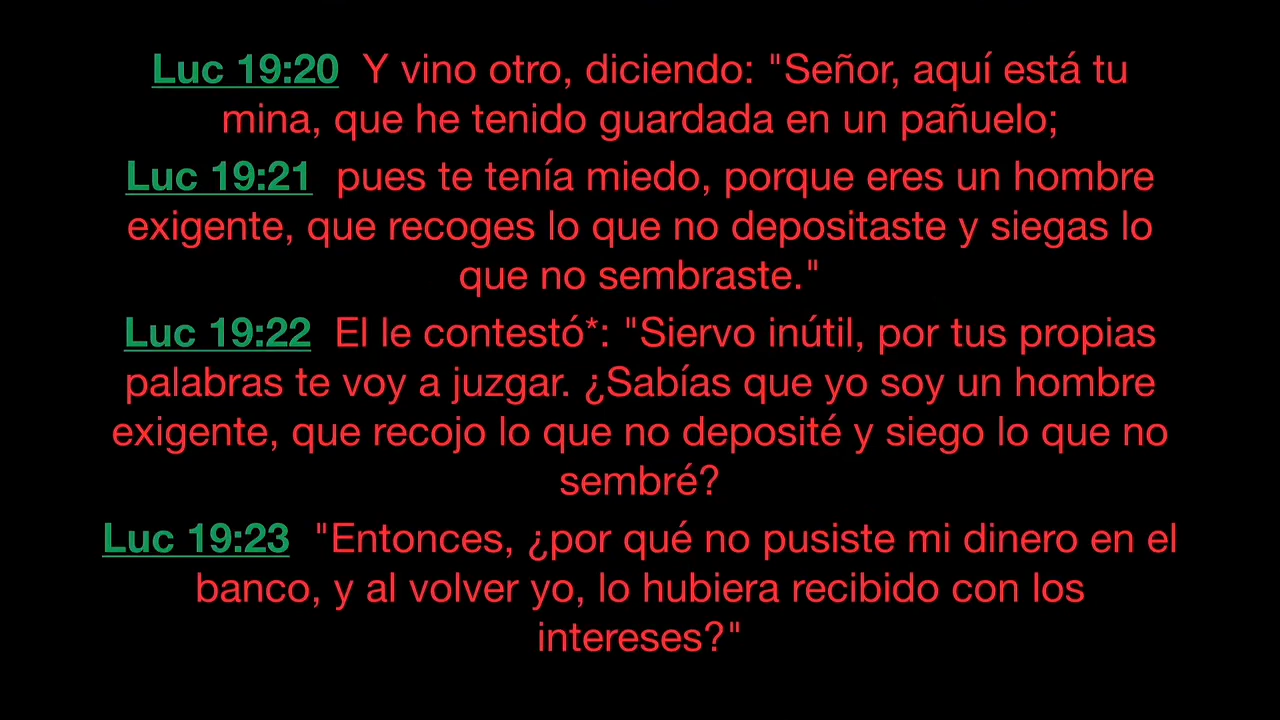 Luc 19:20 Y vino otro, diciendo: "Señor, aquí está tu
mina, que he tenido guardada en un pañuelo;
Luc 19:21 pues te tenía miedo, porque eres un hombre
exigente, que recoges lo que no depositaste y siegas lo
que no sembraste."
Luc 19:22 El le contestó*: "Siervo inútil, por tus propias
palabras te voy a juzgar. ¿Sabías que yo soy un hombre
exigente, que recojo lo que no deposité y siego lo que no
sembré?
Luc 19:23 "Entonces, ¿por qué no pusiste mi dinero en el
banco, y al volver yo, lo hubiera recibido con los
intereses?"